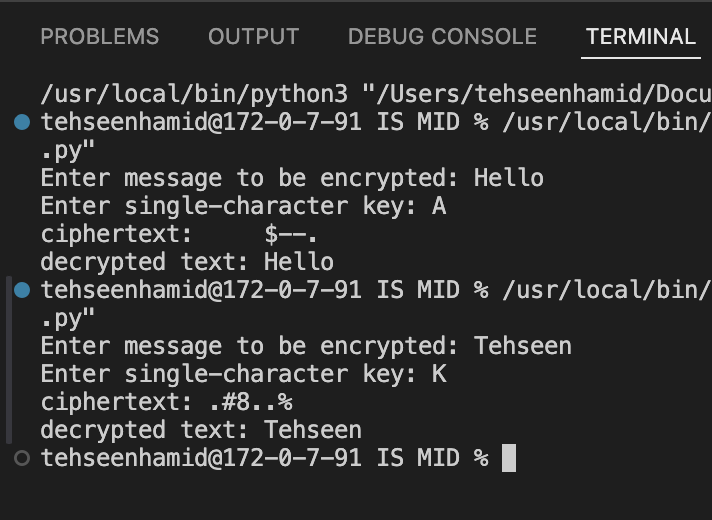 PROBLEMS OUTPUT DEBUG CONSOLE TERMINAL
/usr/local/bin/python3 "/Users/tehseenhamid/Docu
tehseenhamid@172-0-7-91 IS MID % /usr/local/bin/
.py"
Enter message to be encrypted: Hello
Enter single-character key: A
ciphertext:     $--.
decrypted text: Hello
tehseenhamid@172-0-7-91 IS MID % /usr/local/bin/
.py"
Enter message to be encrypted: Tehseen
Enter single-character key: K
ciphertext: .#8..%
decrypted text: Tehseen
tehseenhamid@172-0-7-91 IS MID %